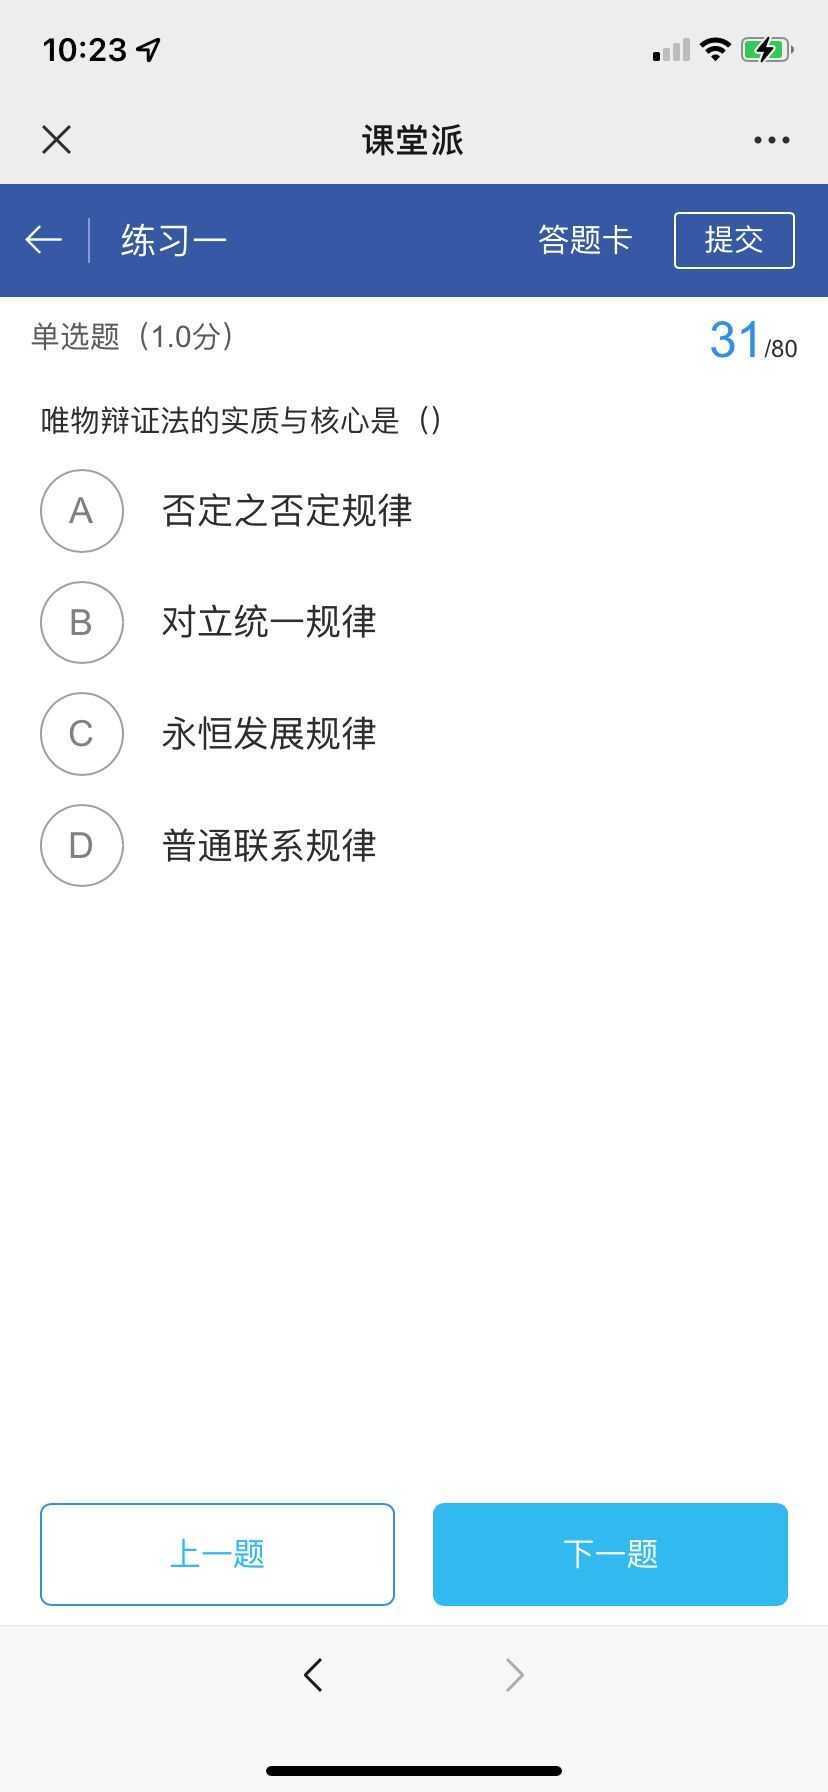 10:23
课堂派
练习一
答题卡
提交
单选题（1.0分）
31/80
唯物辩证法的实质与核心是（）
A 否定之否定规律
B 对立统一规律
C 永恒发展规律
D 普通联系规律
上一题
下一题